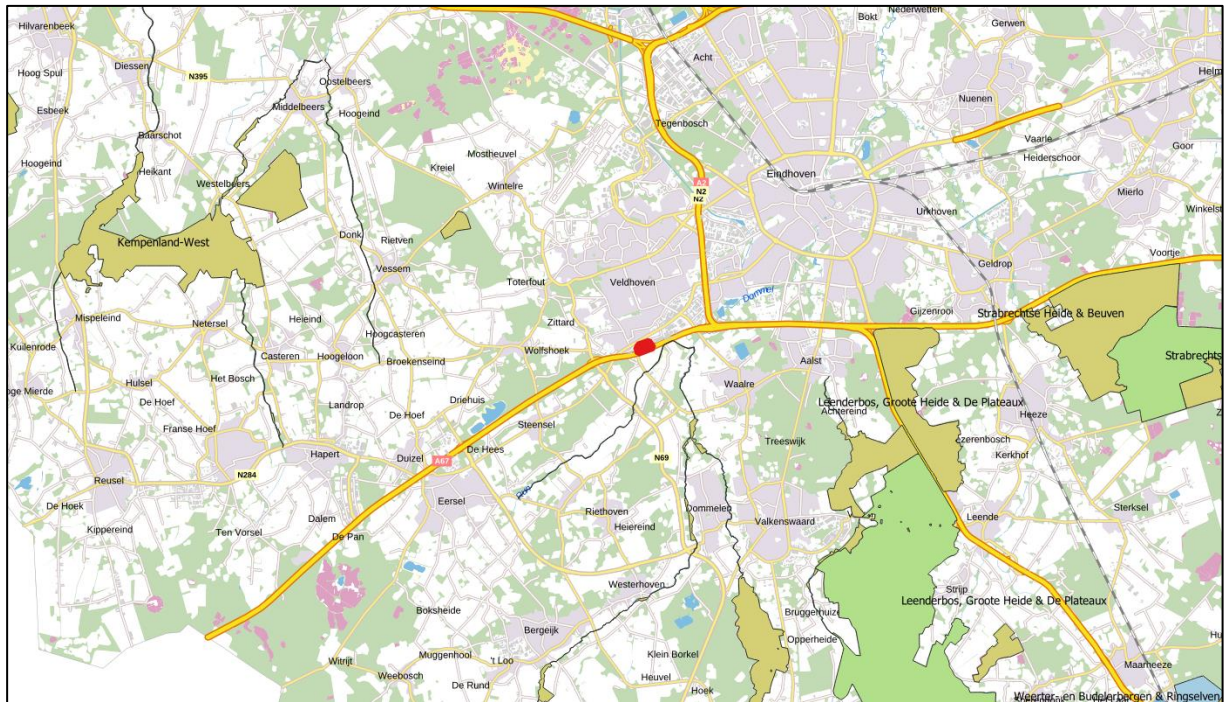 Nederwetten
Bokt
Gerwen
Hilvarenbeek
Acht
Diessen
Hoog Spul
N395
Oostelbeers
Nuenen
Middelbeers
Esbeek
Hoogeind
Tegenbosch
Vaarle
Baarschot
Mostheuvel
Heiderschoor
Goor
Hoogeind
Heikant
Kreiel
Eindhoven
Westelbeers
Wintelre
A2
N2
N2
Mierlo
Urkhoven
Donk
Rietven
Kempenland-West
Voortje
Vessem
Geldrop
Toterfout
Veldhoven
Dommel
Gijzenrooi
Strabrechtse Heide & Beuven
Mispeleind
Netersel
Heieind
Zittard
Hoogcasteren
Kuilenrode
Casteren
Hoogeloon
Broekenseind
Wolfshoek
Aalst
Hulsel
Het Bosch
Waalre
De Hoef
Landrop
Driehuis
Achtereind
Leenderbos, Groote Heide & De Plateaux
De Hoef
Heeze
Franse Hoef
Steensel
Treeswijk
Hapert
Duizel
De Hees
N69
Kerkhof
A67
Reusel
N284
Eersel
De Hoek
Riethoven
Dommelen
Sterksel
Dalem
Valkenswaard
Leende
Kippereind
Heiereind
Ten Vorsel
De Pan
Westerhoven
Strijp
Leenderbos, Groote Heide & De Plateaux
Boksheide
Bergeijk
Opperheide
Witrijt
Muggenhool
't Loo
Klein Borkel
Maarheeze
Weebosch
De Rund
Heuvel
Hoek
Weerter- en Budelerbergen & Ringselven